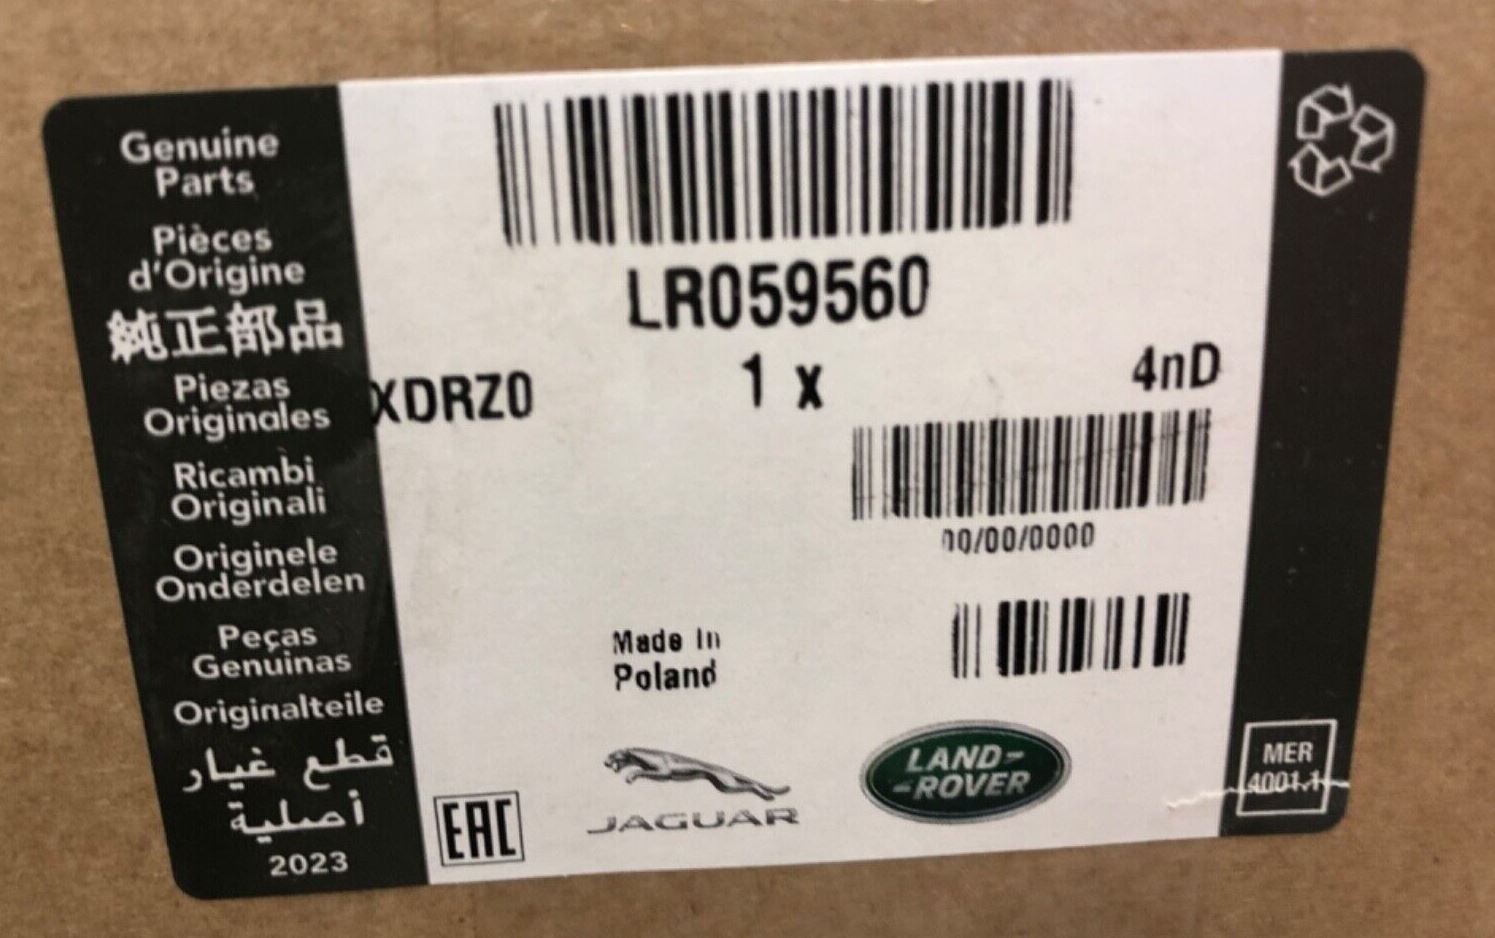 Genuine
Parts
Pièces
d'Origine
純正部品
Piezas
Originales
Ricambi
Originali
Originele
Onderdelen
Peças
Genuinas
Originalteile
قطع غيار
أصلية
2023
LR059560
XDRZ0
1 x
4nD
00/00/0000
Made in
Poland
EAC
JAGUAR
LAND-
-ROVER
MER
4001.1